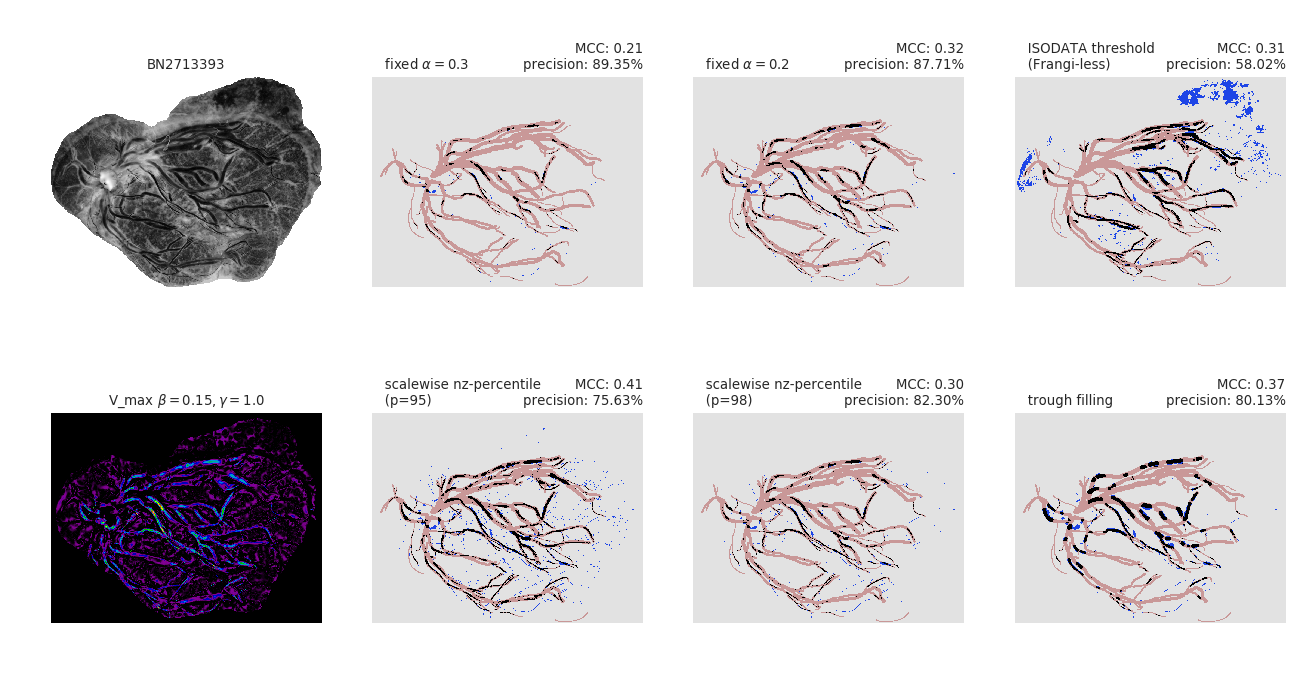 BN2713393
MCC: 0.21
fixed α = 0.3 precision: 89.35%
MCC: 0.32
fixed α = 0.2 precision: 87.71%
ISODATA threshold MCC: 0.31
(Frangi-less) precision: 58.02%
V_max β = 0.15, γ = 1.0
scalewise nz-percentile MCC: 0.41
(p=95) precision: 75.63%
scalewise nz-percentile MCC: 0.30
(p=98) precision: 82.30%
MCC: 0.37
trough filling precision: 80.13%